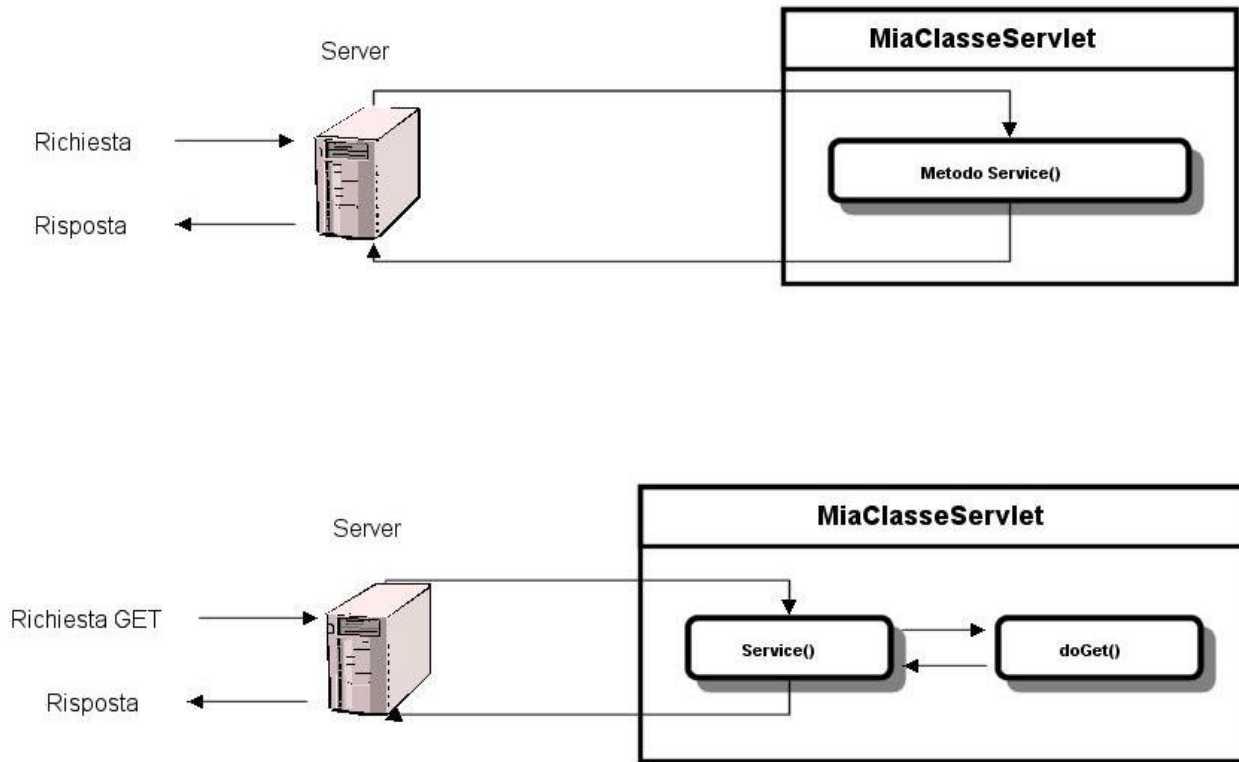 Server
MiaClasseServlet
Richiesta
Metodo Service()
Risposta
Server
MiaClasseServlet
Richiesta GET
Service()
doGet()
Risposta